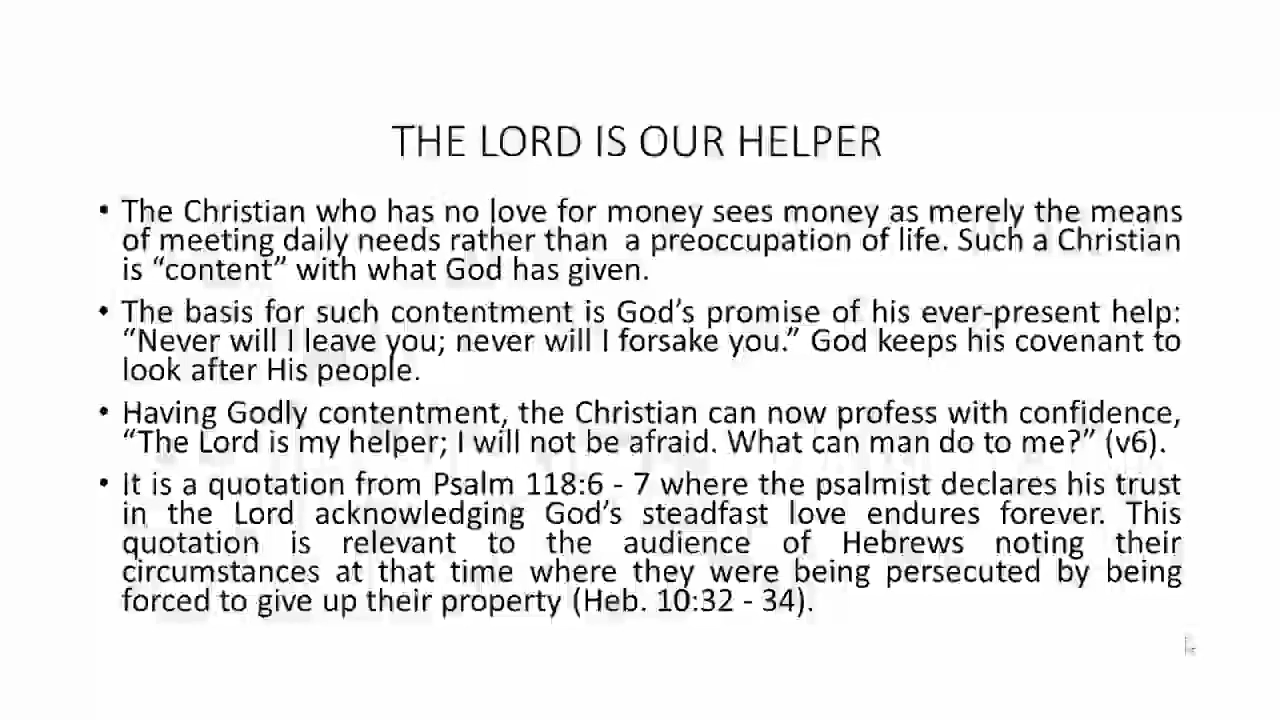 THE LORD IS OUR HELPER
• The Christian who has no love for money sees money as merely the means
of meeting daily needs rather than a preoccupation of life. Such a Christian
is “content” with what God has given.
• The basis for such contentment is God’s promise of his ever-present help:
“Never will I leave you; never will I forsake you.” God keeps his covenant to
look after His people.
• Having Godly contentment, the Christian can now profess with confidence,
“The Lord is my helper; I will not be afraid. What can man do to me?” (v6).
• It is a quotation from Psalm 118:6 - 7 where the psalmist declares his trust
in the Lord acknowledging God’s steadfast love endures forever. This
quotation is relevant to the audience of Hebrews noting their
circumstances at that time where they were being persecuted by being
forced to give up their property (Heb. 10:32 - 34).